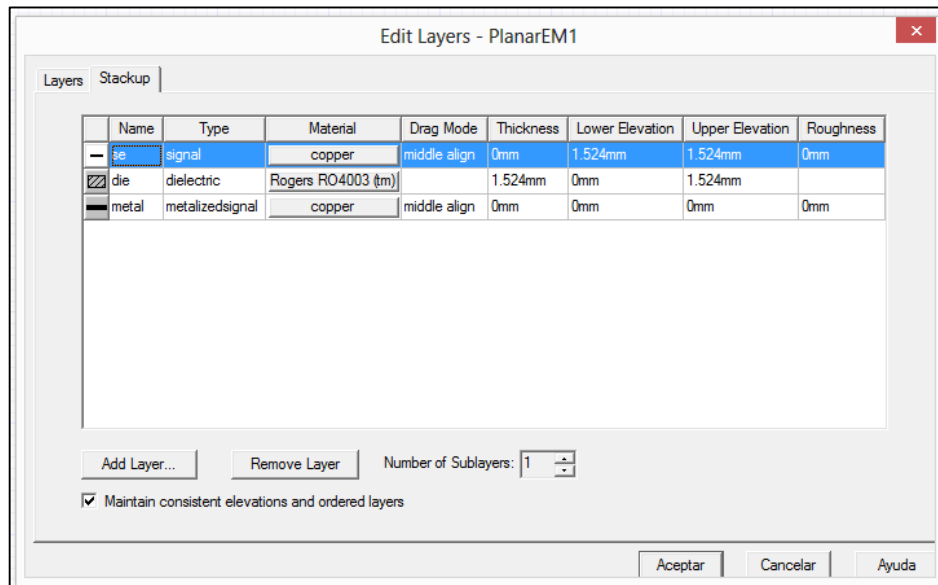 Edit Layers - PlanarEM1
Layers Stackup
Name Type Material Drag Mode Thickness Lower Elevation Upper Elevation Roughness
se signal copper middle align 0mm 1.524mm 1.524mm 0mm
die dielectric Rogers RO4003 (tm) 1.524mm 0mm 1.524mm
metal metalizedsignal copper middle align 0mm 0mm 0mm 0mm
Add Layer... Remove Layer Number of Sublayers: 1
Maintain consistent elevations and ordered layers
Aceptar Cancelar Ayuda